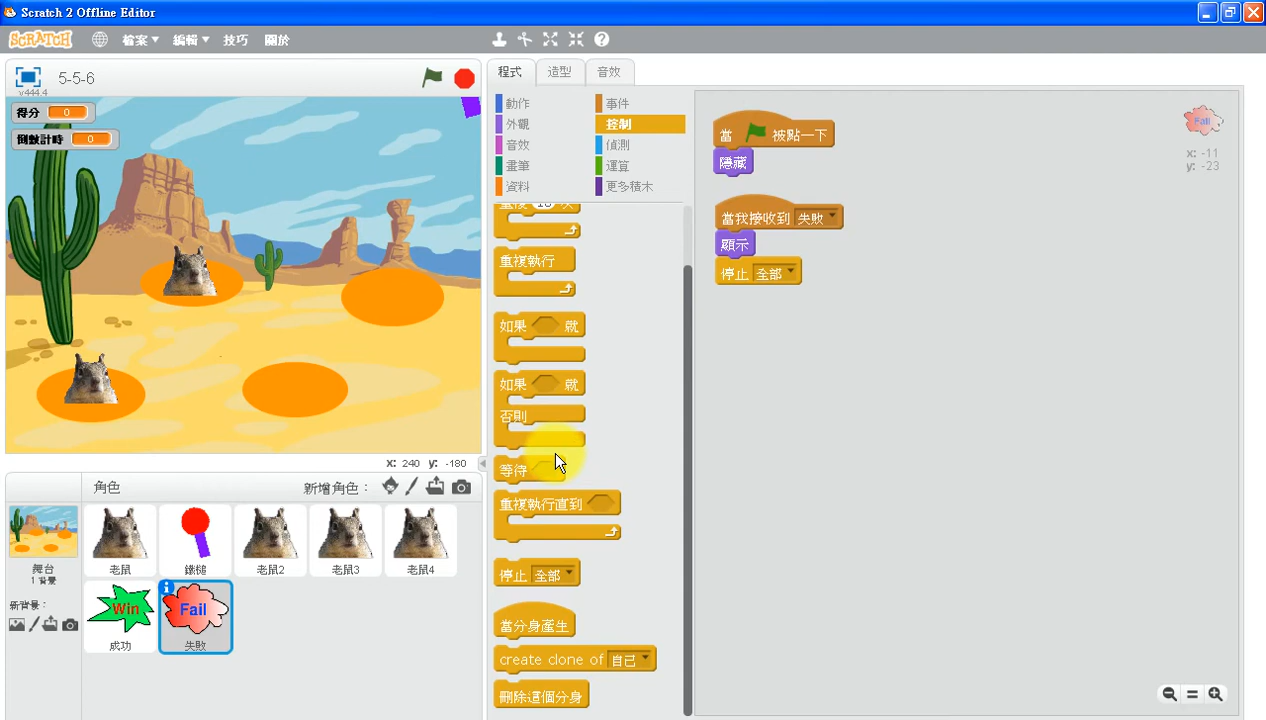 Scratch 2 Offline Editor
SCRATCH 檔案 編輯 技巧 關於
5-5-6
v444.4
得分 0
倒數計時 0
x: 240 y: -180
角色 新增角色：
舞台
1 背景
新背景：
老鼠 鐵槌 老鼠2 老鼠3 老鼠4
Win Fail
成功 失敗
程式 造型 音效
動作 事件
外觀 控制
音效 偵測
畫筆 運算
資料 更多積木
重複 10 次
重複執行
如果 就
如果 就
否則
等待
重複執行直到
停止 全部
當分身產生
create clone of 自己
刪除這個分身
當 被點一下
隱藏
當我接收到 失敗
顯示
停止 全部
Fail
x: -11
y: -23